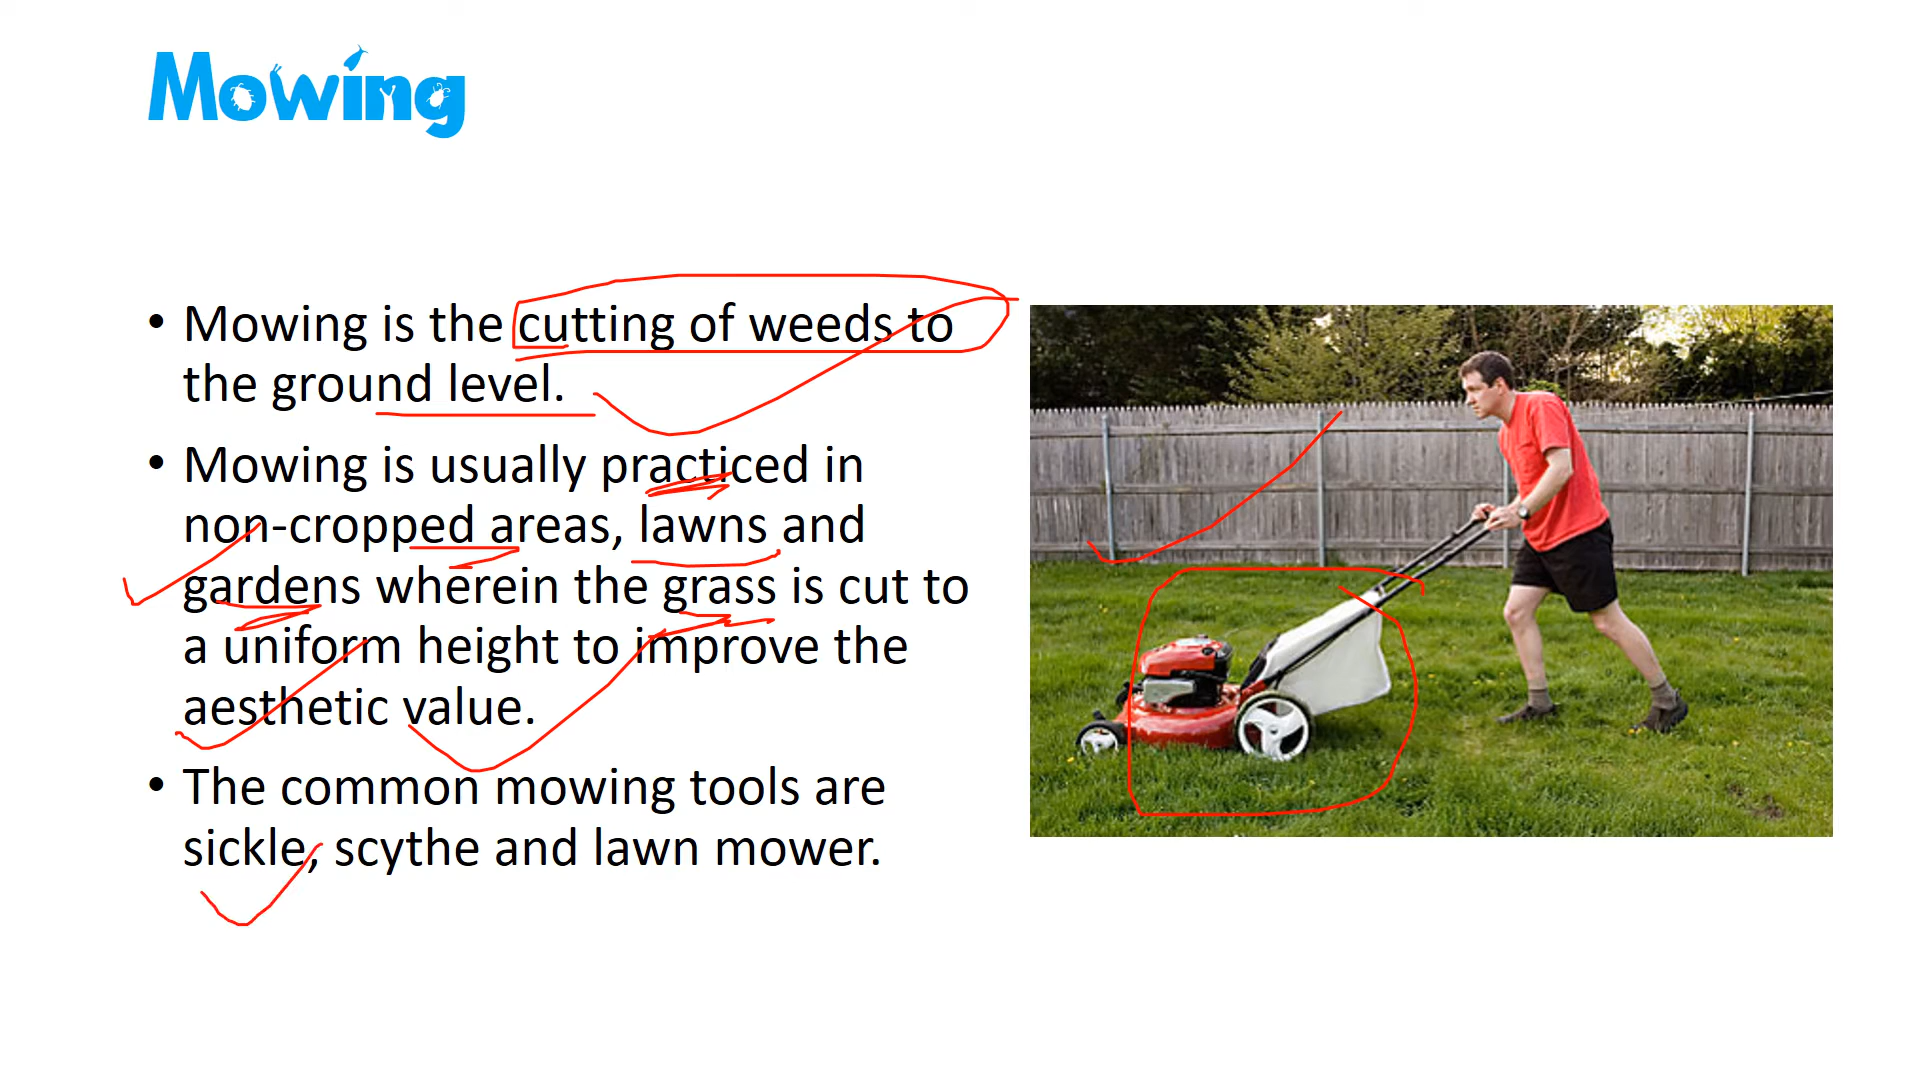 Mowing
• Mowing is the cutting of weeds to
the ground level.
• Mowing is usually practiced in
non-cropped areas, lawns and
gardens wherein the grass is cut to
a uniform height to improve the
aesthetic value.
• The common mowing tools are
sickle, scythe and lawn mower.